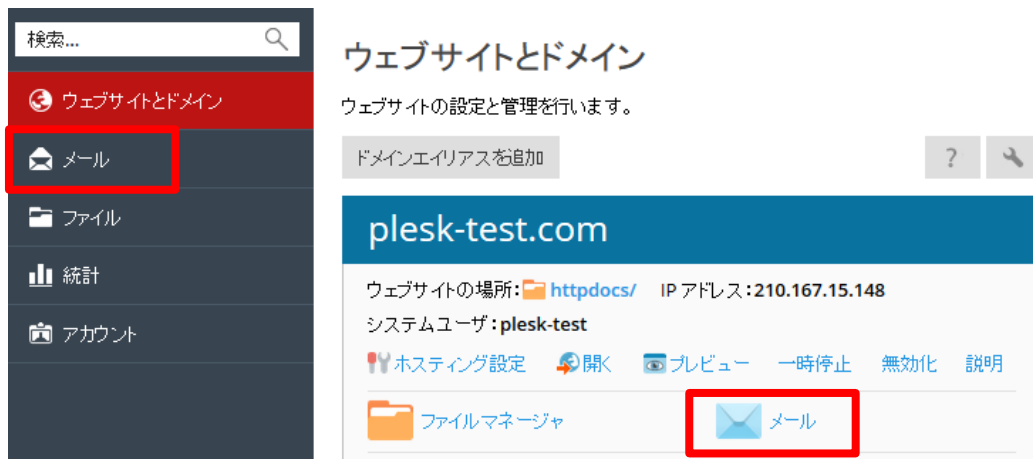 検索...
ウェブサイトとドメイン
メール
ファイル
統計
アカウント
ウェブサイトとドメイン
ウェブサイトの設定と管理を行います。
ドメインエイリアスを追加 ?
plesk-test.com
ウェブサイトの場所: httpdocs/ IP アドレス:210.167.15.148
システムユーザ:plesk-test
ホスティング設定 開く プレビュー 一時停止 無効化 説明
ファイルマネージャ メール